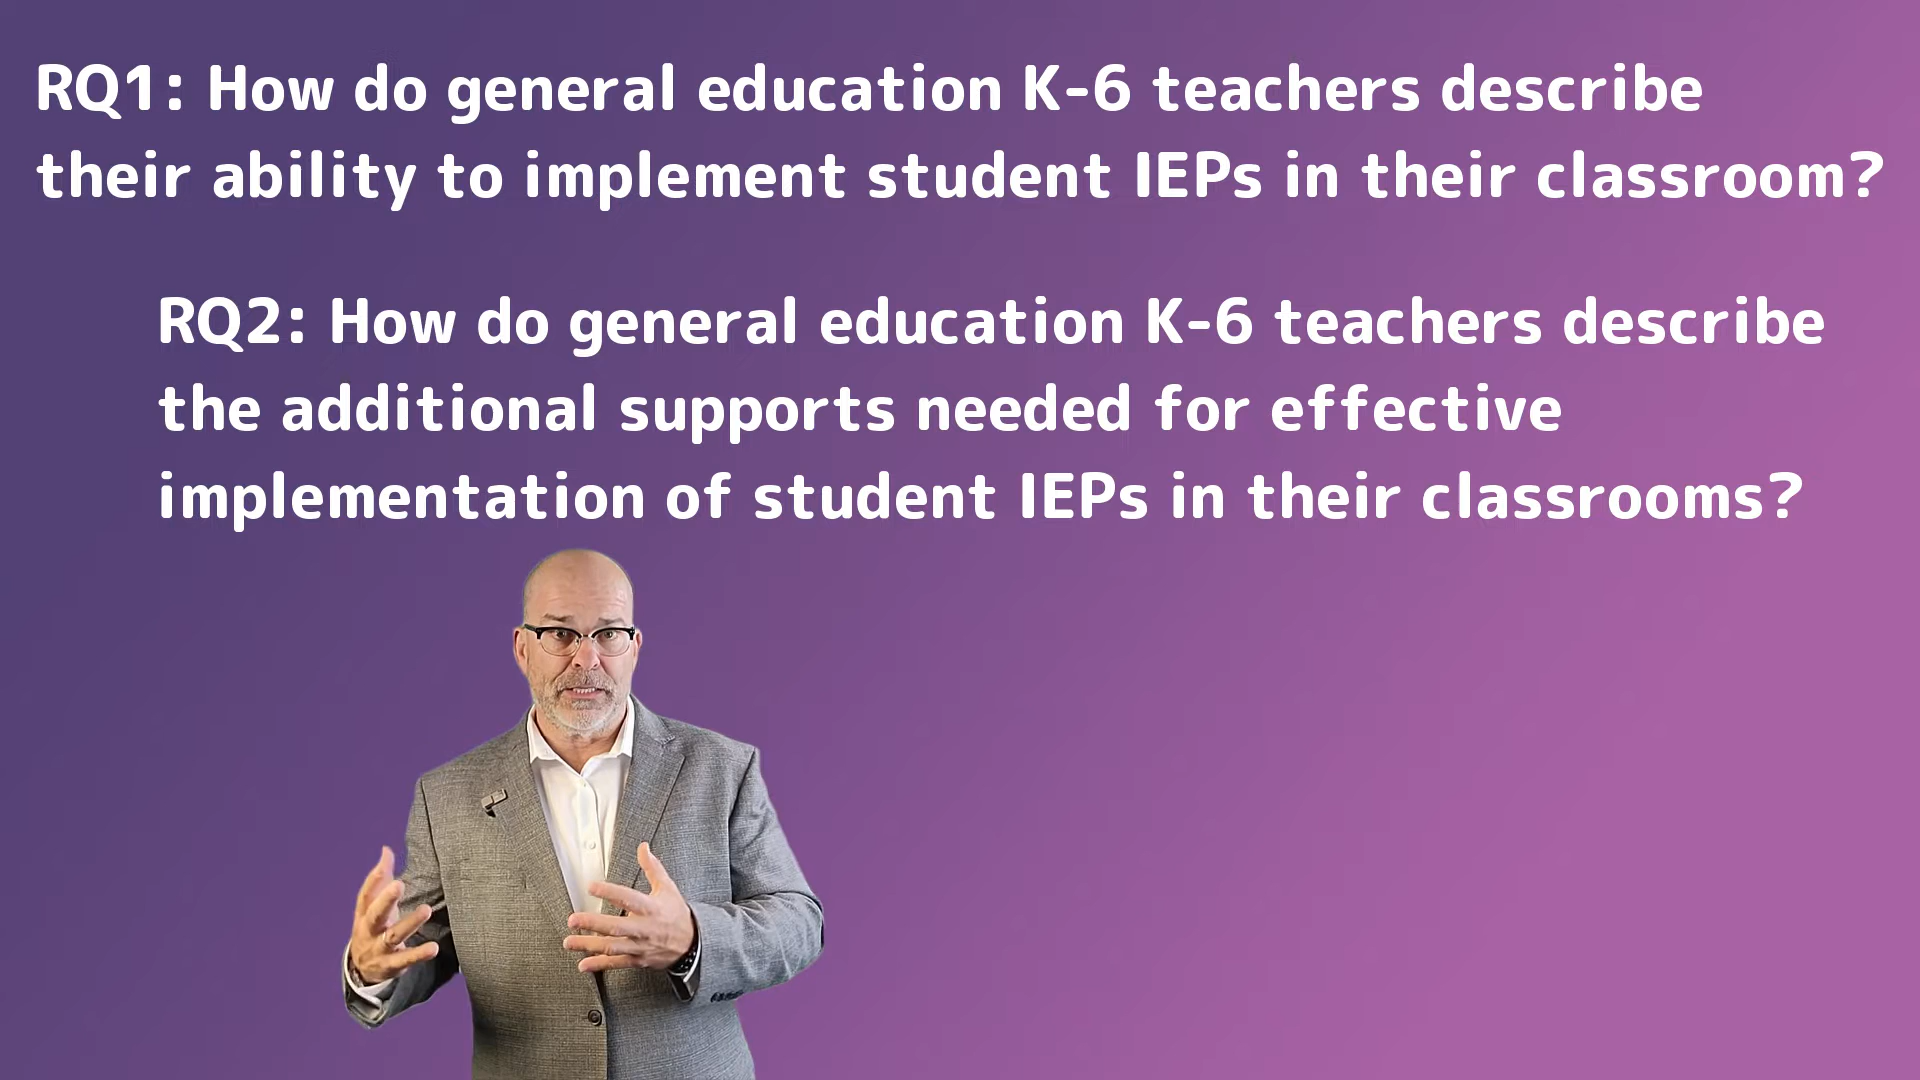 RQ1: How do general education K-6 teachers describe
their ability to implement student IEPs in their classroom?
RQ2: How do general education K-6 teachers describe
the additional supports needed for effective
implementation of student IEPs in their classrooms?